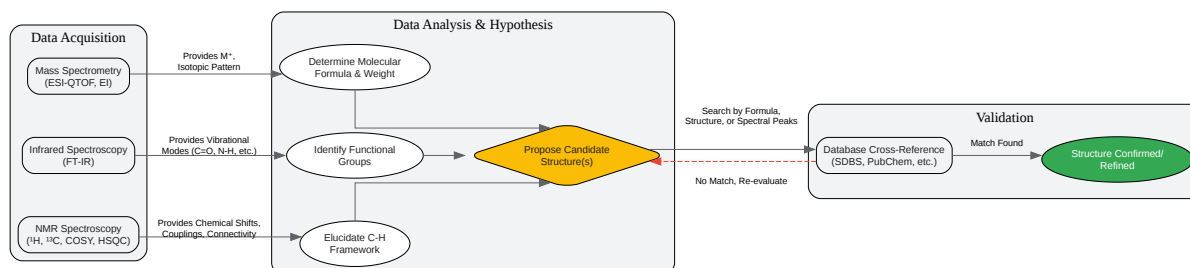 Data Acquisition
Mass Spectrometry
(ESI-QTOF, EI)
Infrared Spectroscopy
(FT-IR)
NMR Spectroscopy
(¹H, ¹³C, COSY, HSQC)
Provides M⁺,
Isotopic Pattern
Provides Vibrational
Modes (C=O, N-H, etc.)
Provides Chemical Shifts,
Couplings, Connectivity
Data Analysis & Hypothesis
Determine Molecular
Formula & Weight
Identify Functional
Groups
Elucidate C-H
Framework
Propose Candidate
Structure(s)
Search by Formula,
Structure, or Spectral Peaks
No Match, Re-evaluate
Validation
Database Cross-Reference
(SDBS, PubChem, etc.)
Match Found
Structure Confirmed/
Refined